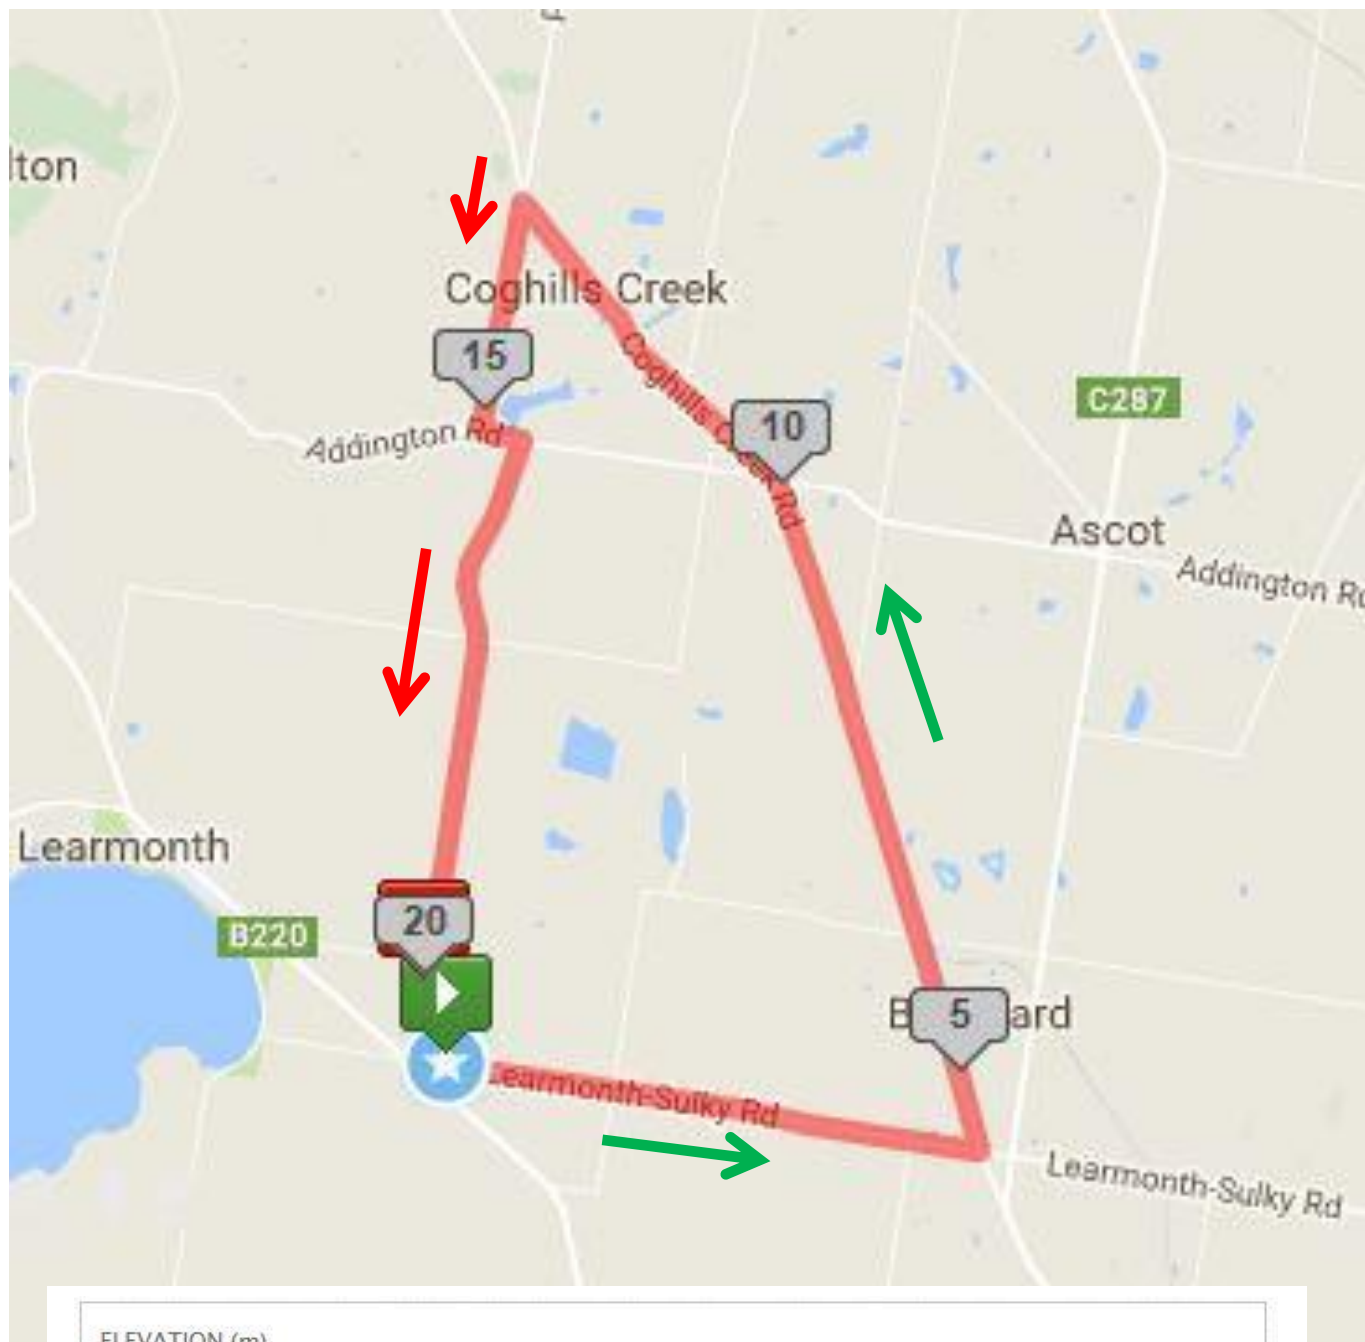 lton
Coghills Creek
15
Coghills Creek Rd
10
C287
Addington Rd
Ascot
Addington Rd
Learmonth
B220
20
B
5
ard
Learmonth-Sulky Rd
Learmonth-Sulky Rd
ELEVATION (m)